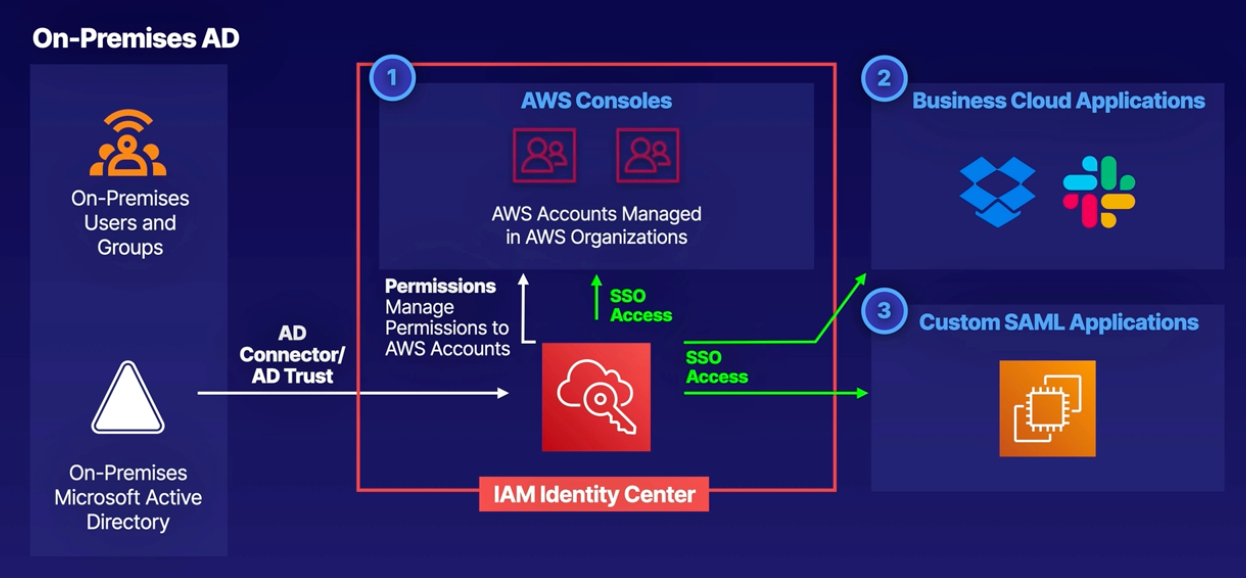 On-Premises AD
On-Premises
Users and
Groups
On-Premises
Microsoft Active
Directory
AD
Connector/
AD Trust
1
AWS Consoles
AWS Accounts Managed
in AWS Organizations
Permissions
Manage
Permissions to
AWS Accounts
SSO
Access
SSO
Access
IAM Identity Center
2
Business Cloud Applications
3
Custom SAML Applications